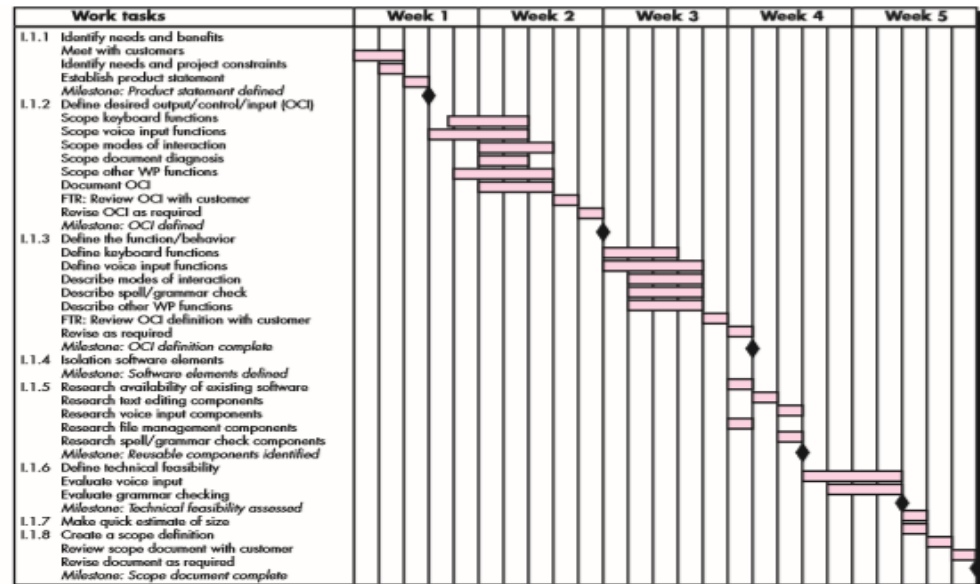 Work tasks Week 1 Week 2 Week 3 Week 4 Week 5
I.1.1 Identify needs and benefits
Meet with customers
Identify needs and project constraints
Establish product statement
Milestone: Product statement defined
I.1.2 Define desired output/control/input (OCI)
Scope keyboard functions
Scope voice input functions
Scope modes of interaction
Scope document diagnosis
Scope other WP functions
Document OCI
FTR: Review OCI with customer
Revise OCI as required
Milestone: OCI defined
I.1.3 Define the function/behavior
Define keyboard functions
Define voice input functions
Describe modes of interaction
Describe spell/grammar check
Describe other WP functions
FTR: Review OCI definition with customer
Revise as required
Milestone: OCI definition complete
I.1.4 Isolation software elements
Milestone: Software elements defined
I.1.5 Research availability of existing software
Research text editing components
Research voice input components
Research file management components
Research spell/grammar check components
Milestone: Reusable components identified
I.1.6 Define technical feasibility
Evaluate voice input
Evaluate grammar checking
Milestone: Technical feasibility assessed
I.1.7 Make quick estimate of size
I.1.8 Create a scope definition
Review scope document with customer
Revise document as required
Milestone: Scope document complete